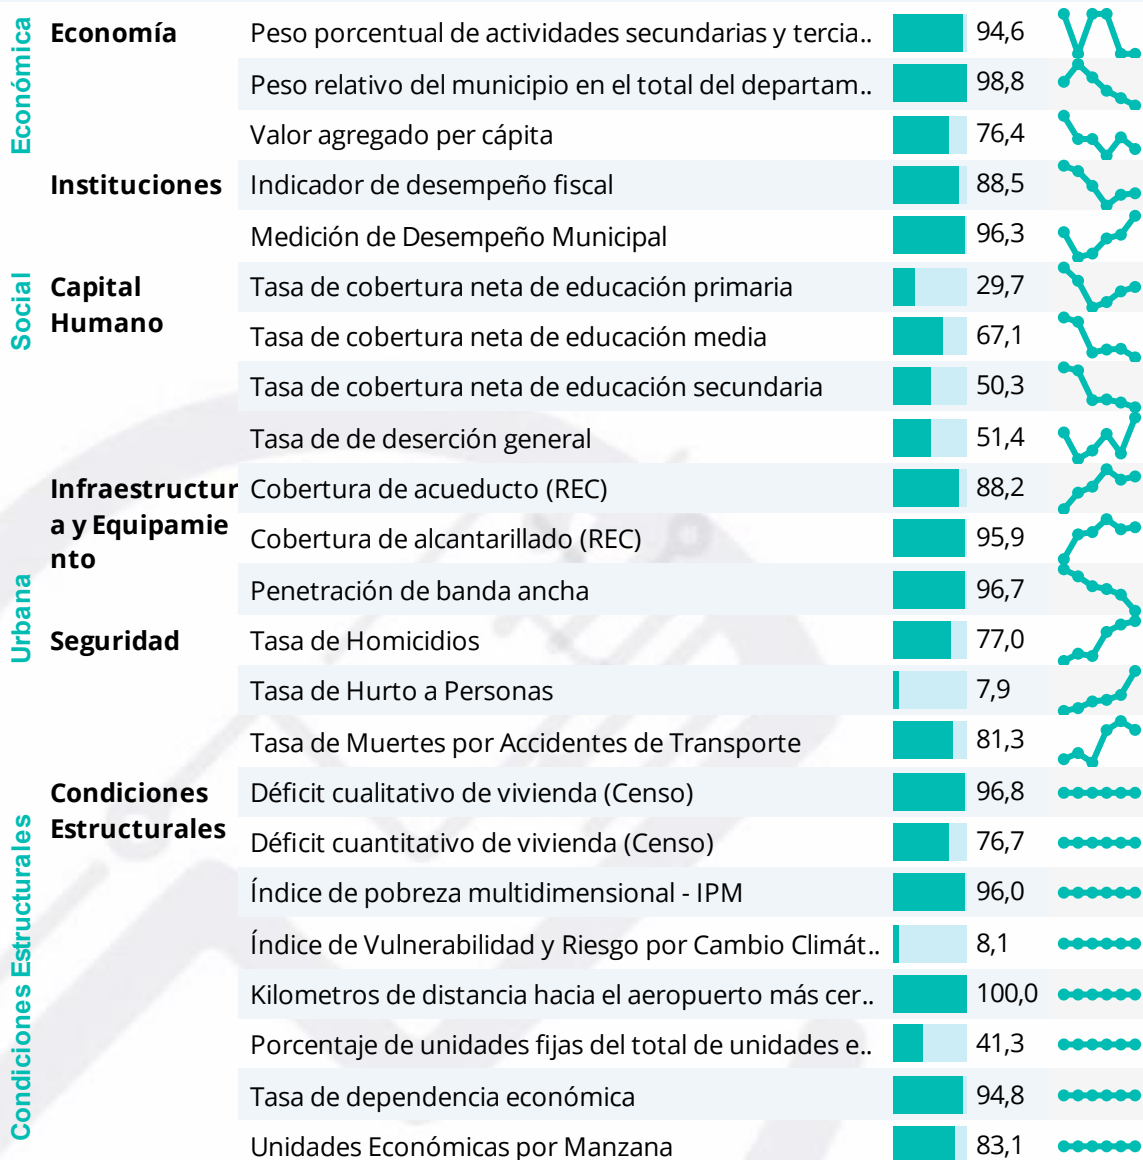 Económica
Economía
Peso porcentual de actividades secundarias y tercia.. 94,6
Peso relativo del municipio en el total del departam.. 98,8
Valor agregado per cápita 76,4
Instituciones
Indicador de desempeño fiscal 88,5
Medición de Desempeño Municipal 96,3
Social
Capital
Humano
Tasa de cobertura neta de educación primaria 29,7
Tasa de cobertura neta de educación media 67,1
Tasa de cobertura neta de educación secundaria 50,3
Tasa de de deserción general 51,4
Urbana
Infraestructur
a y Equipamie
nto
Cobertura de acueducto (REC) 88,2
Cobertura de alcantarillado (REC) 95,9
Penetración de banda ancha 96,7
Seguridad
Tasa de Homicidios 77,0
Tasa de Hurto a Personas 7,9
Tasa de Muertes por Accidentes de Transporte 81,3
Condiciones Estructurales
Condiciones
Estructurales
Déficit cualitativo de vivienda (Censo) 96,8
Déficit cuantitativo de vivienda (Censo) 76,7
Índice de pobreza multidimensional - IPM 96,0
Índice de Vulnerabilidad y Riesgo por Cambio Climát.. 8,1
Kilometros de distancia hacia el aeropuerto más cer.. 100,0
Porcentaje de unidades fijas del total de unidades e.. 41,3
Tasa de dependencia económica 94,8
Unidades Económicas por Manzana 83,1